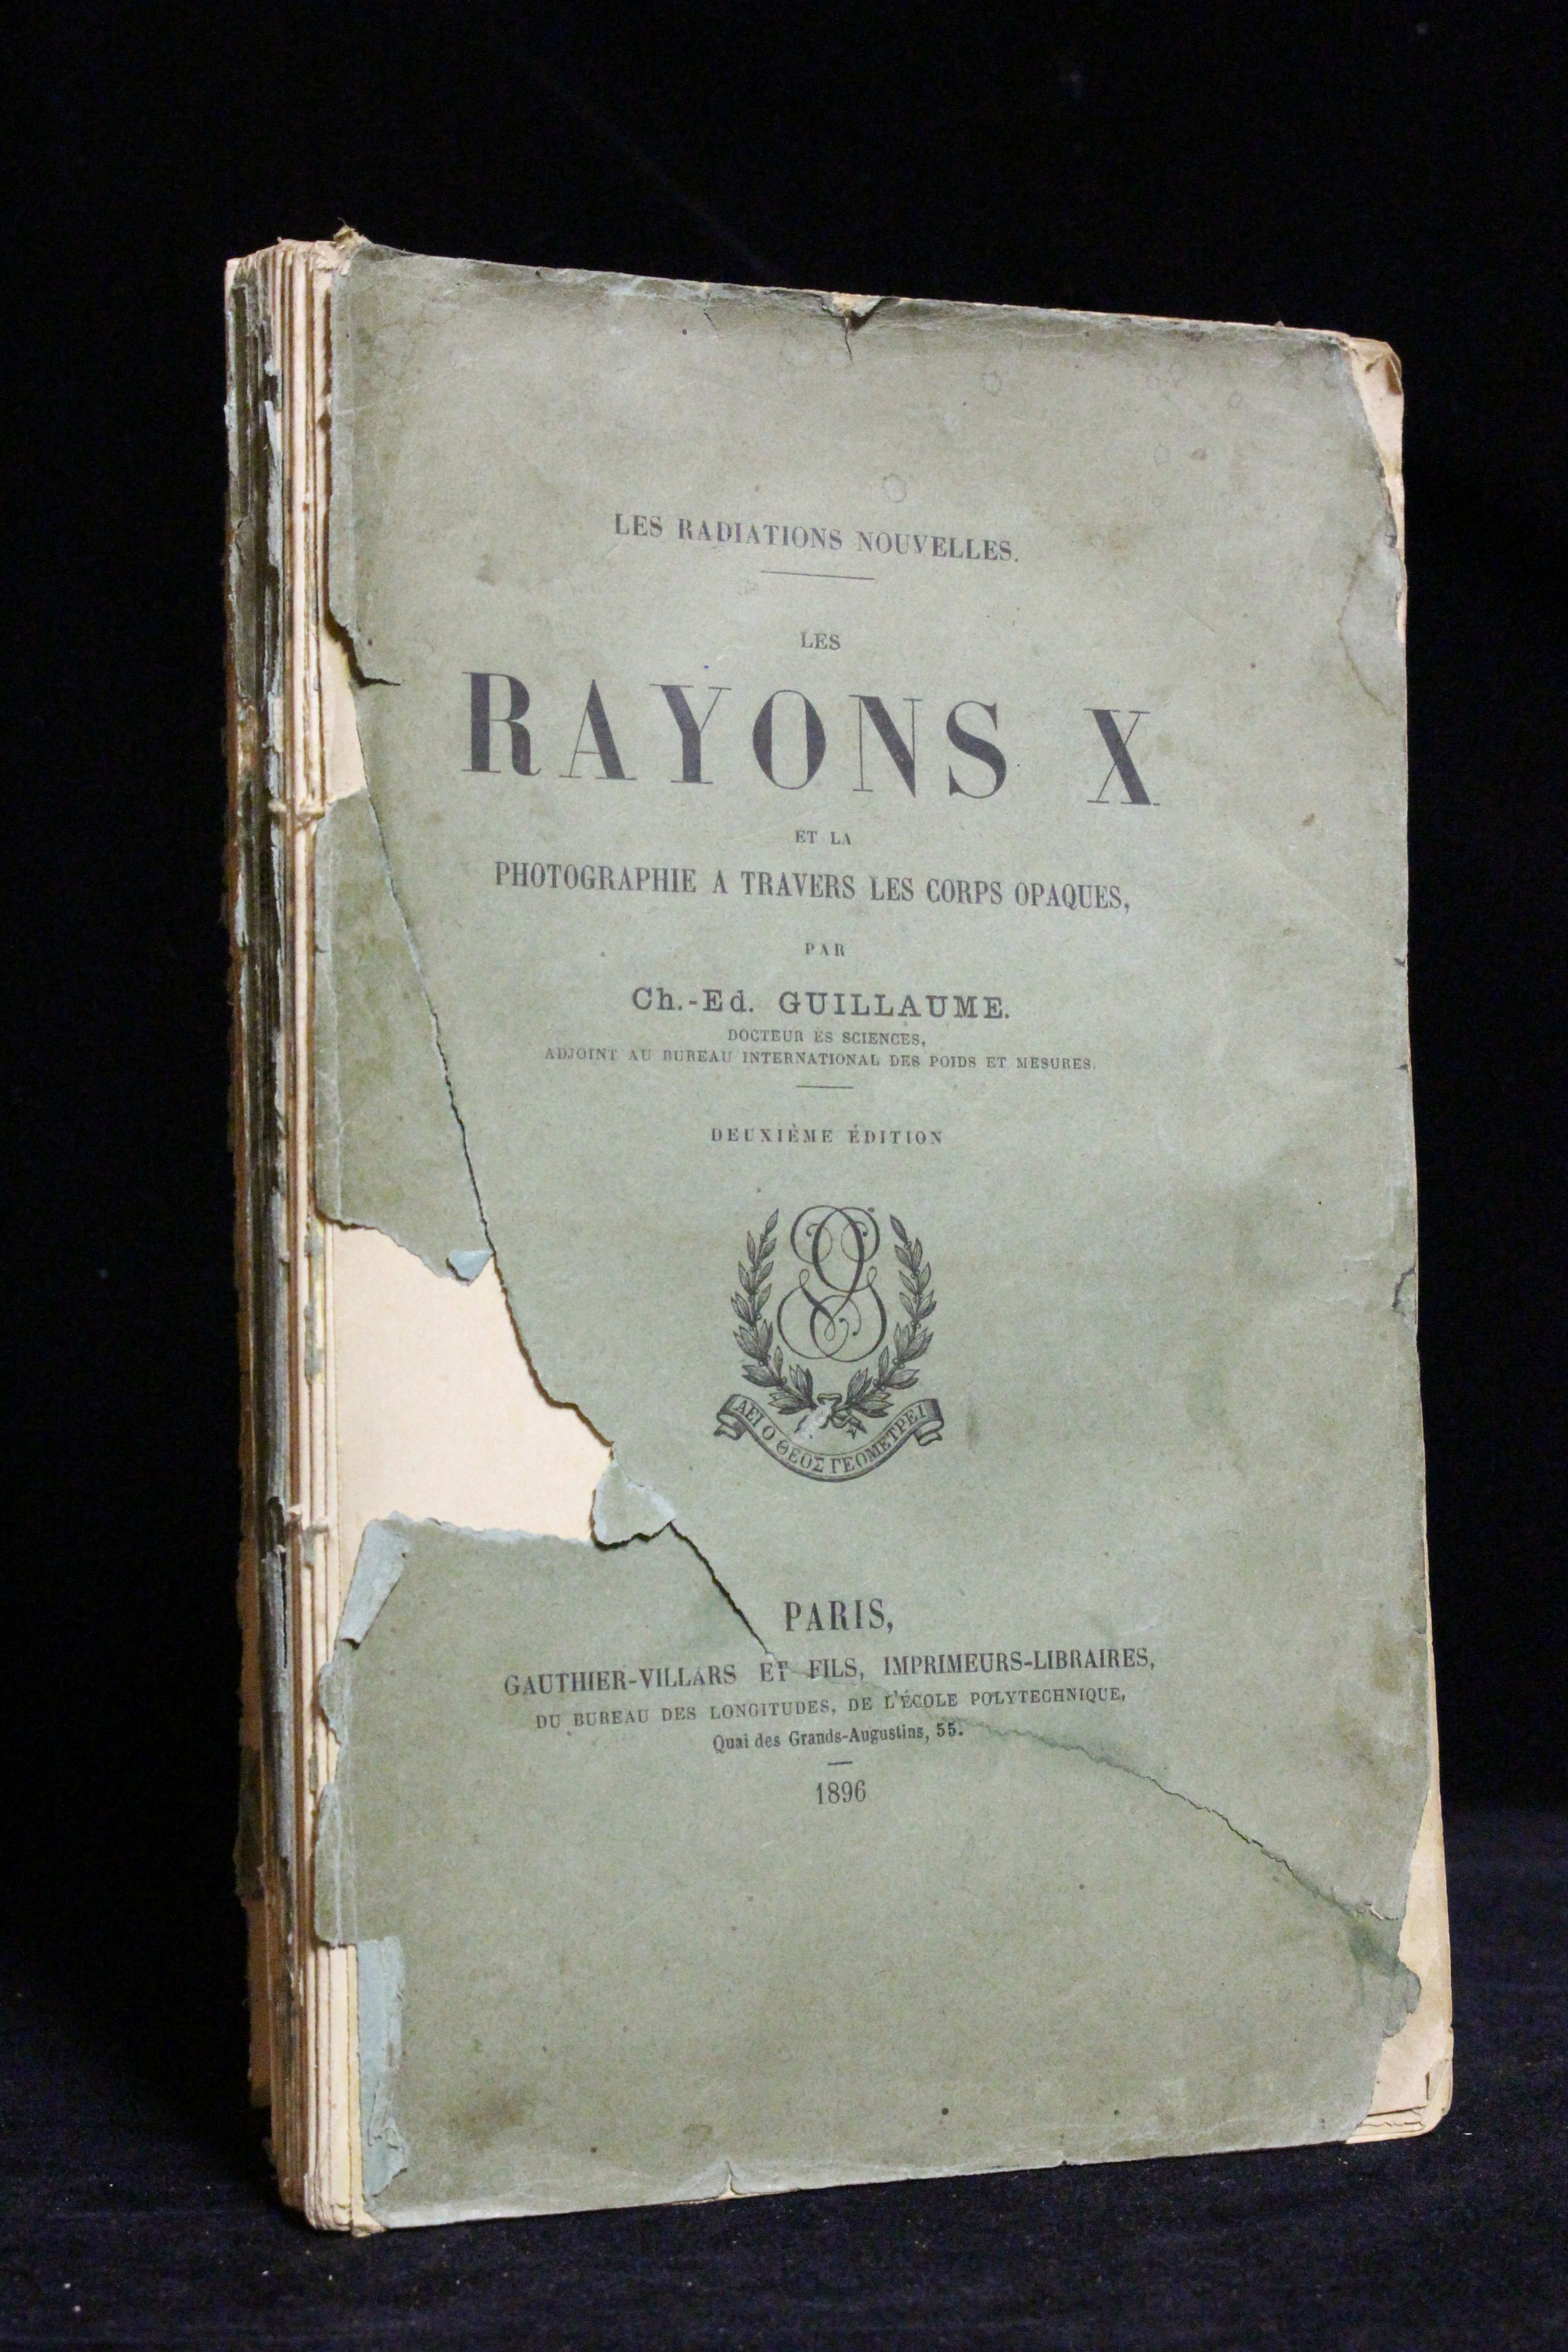 LES RADIATIONS NOUVELLES.
LES
RAYONS X
ET LA
PHOTOGRAPHIE A TRAVERS LES CORPS OPAQUES,
PAR
Ch.-Ed. GUILLAUME.
DOCTEUR ES SCIENCES,
ADJOINT AU BUREAU INTERNATIONAL DES POIDS ET MESURES.
DEUXIÈME ÉDITION
ΑΕΙ Ο ΘΕΟΣ ΓΕΩΜΕΤΡΕΙ
PARIS,
GAUTHIER-VILLARS ET FILS, IMPRIMEURS-LIBRAIRES,
DU BUREAU DES LONGITUDES, DE L'ÉCOLE POLYTECHNIQUE,
Quai des Grands-Augustins, 55.
1896